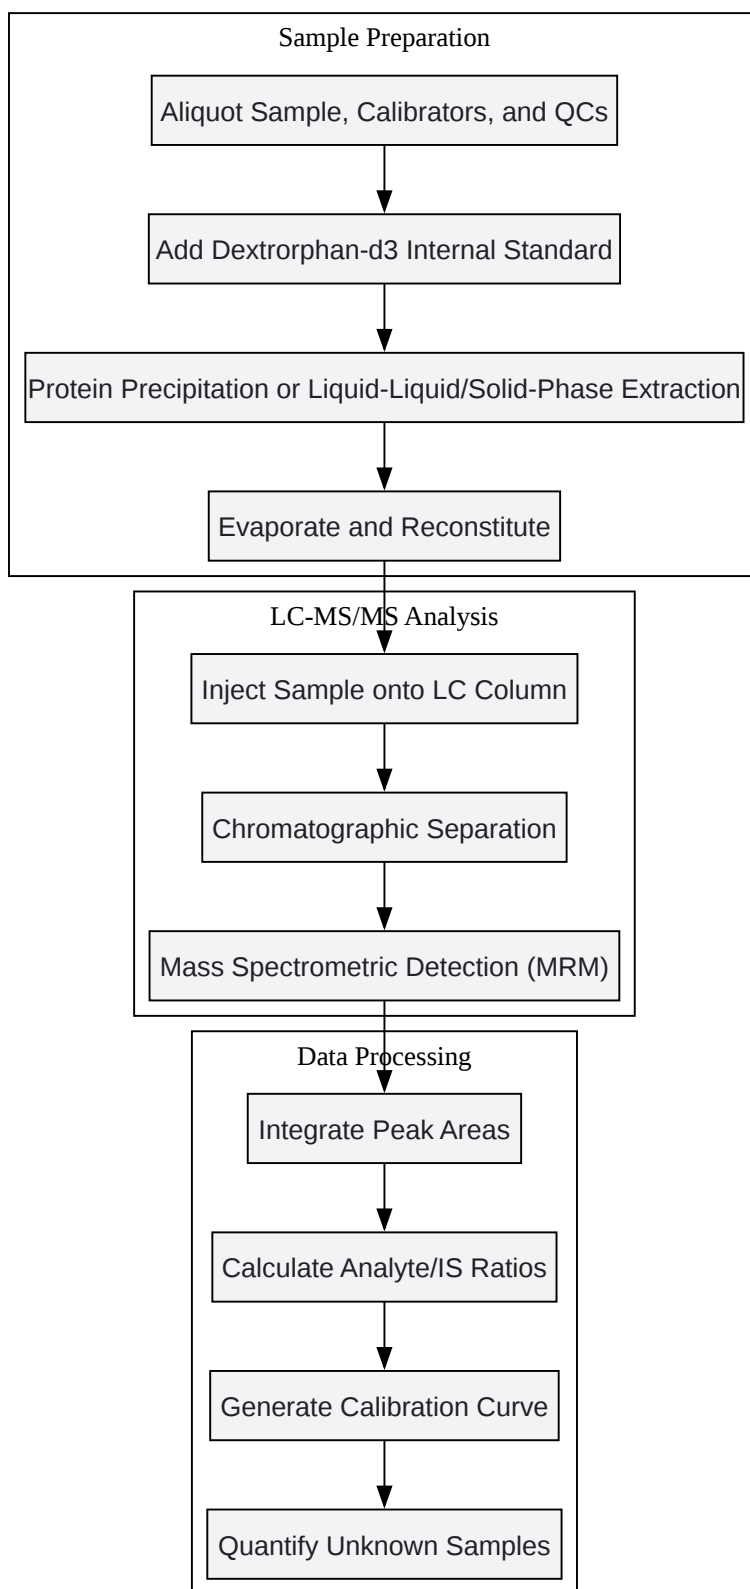 Sample Preparation
Aliquot Sample, Calibrators, and QCs
Add Dextrorphan-d3 Internal Standard
Protein Precipitation or Liquid-Liquid/Solid-Phase Extraction
Evaporate and Reconstitute
LC-MS/MS Analysis
Inject Sample onto LC Column
Chromatographic Separation
Mass Spectrometric Detection (MRM)
Data Processing
Integrate Peak Areas
Calculate Analyte/IS Ratios
Generate Calibration Curve
Quantify Unknown Samples